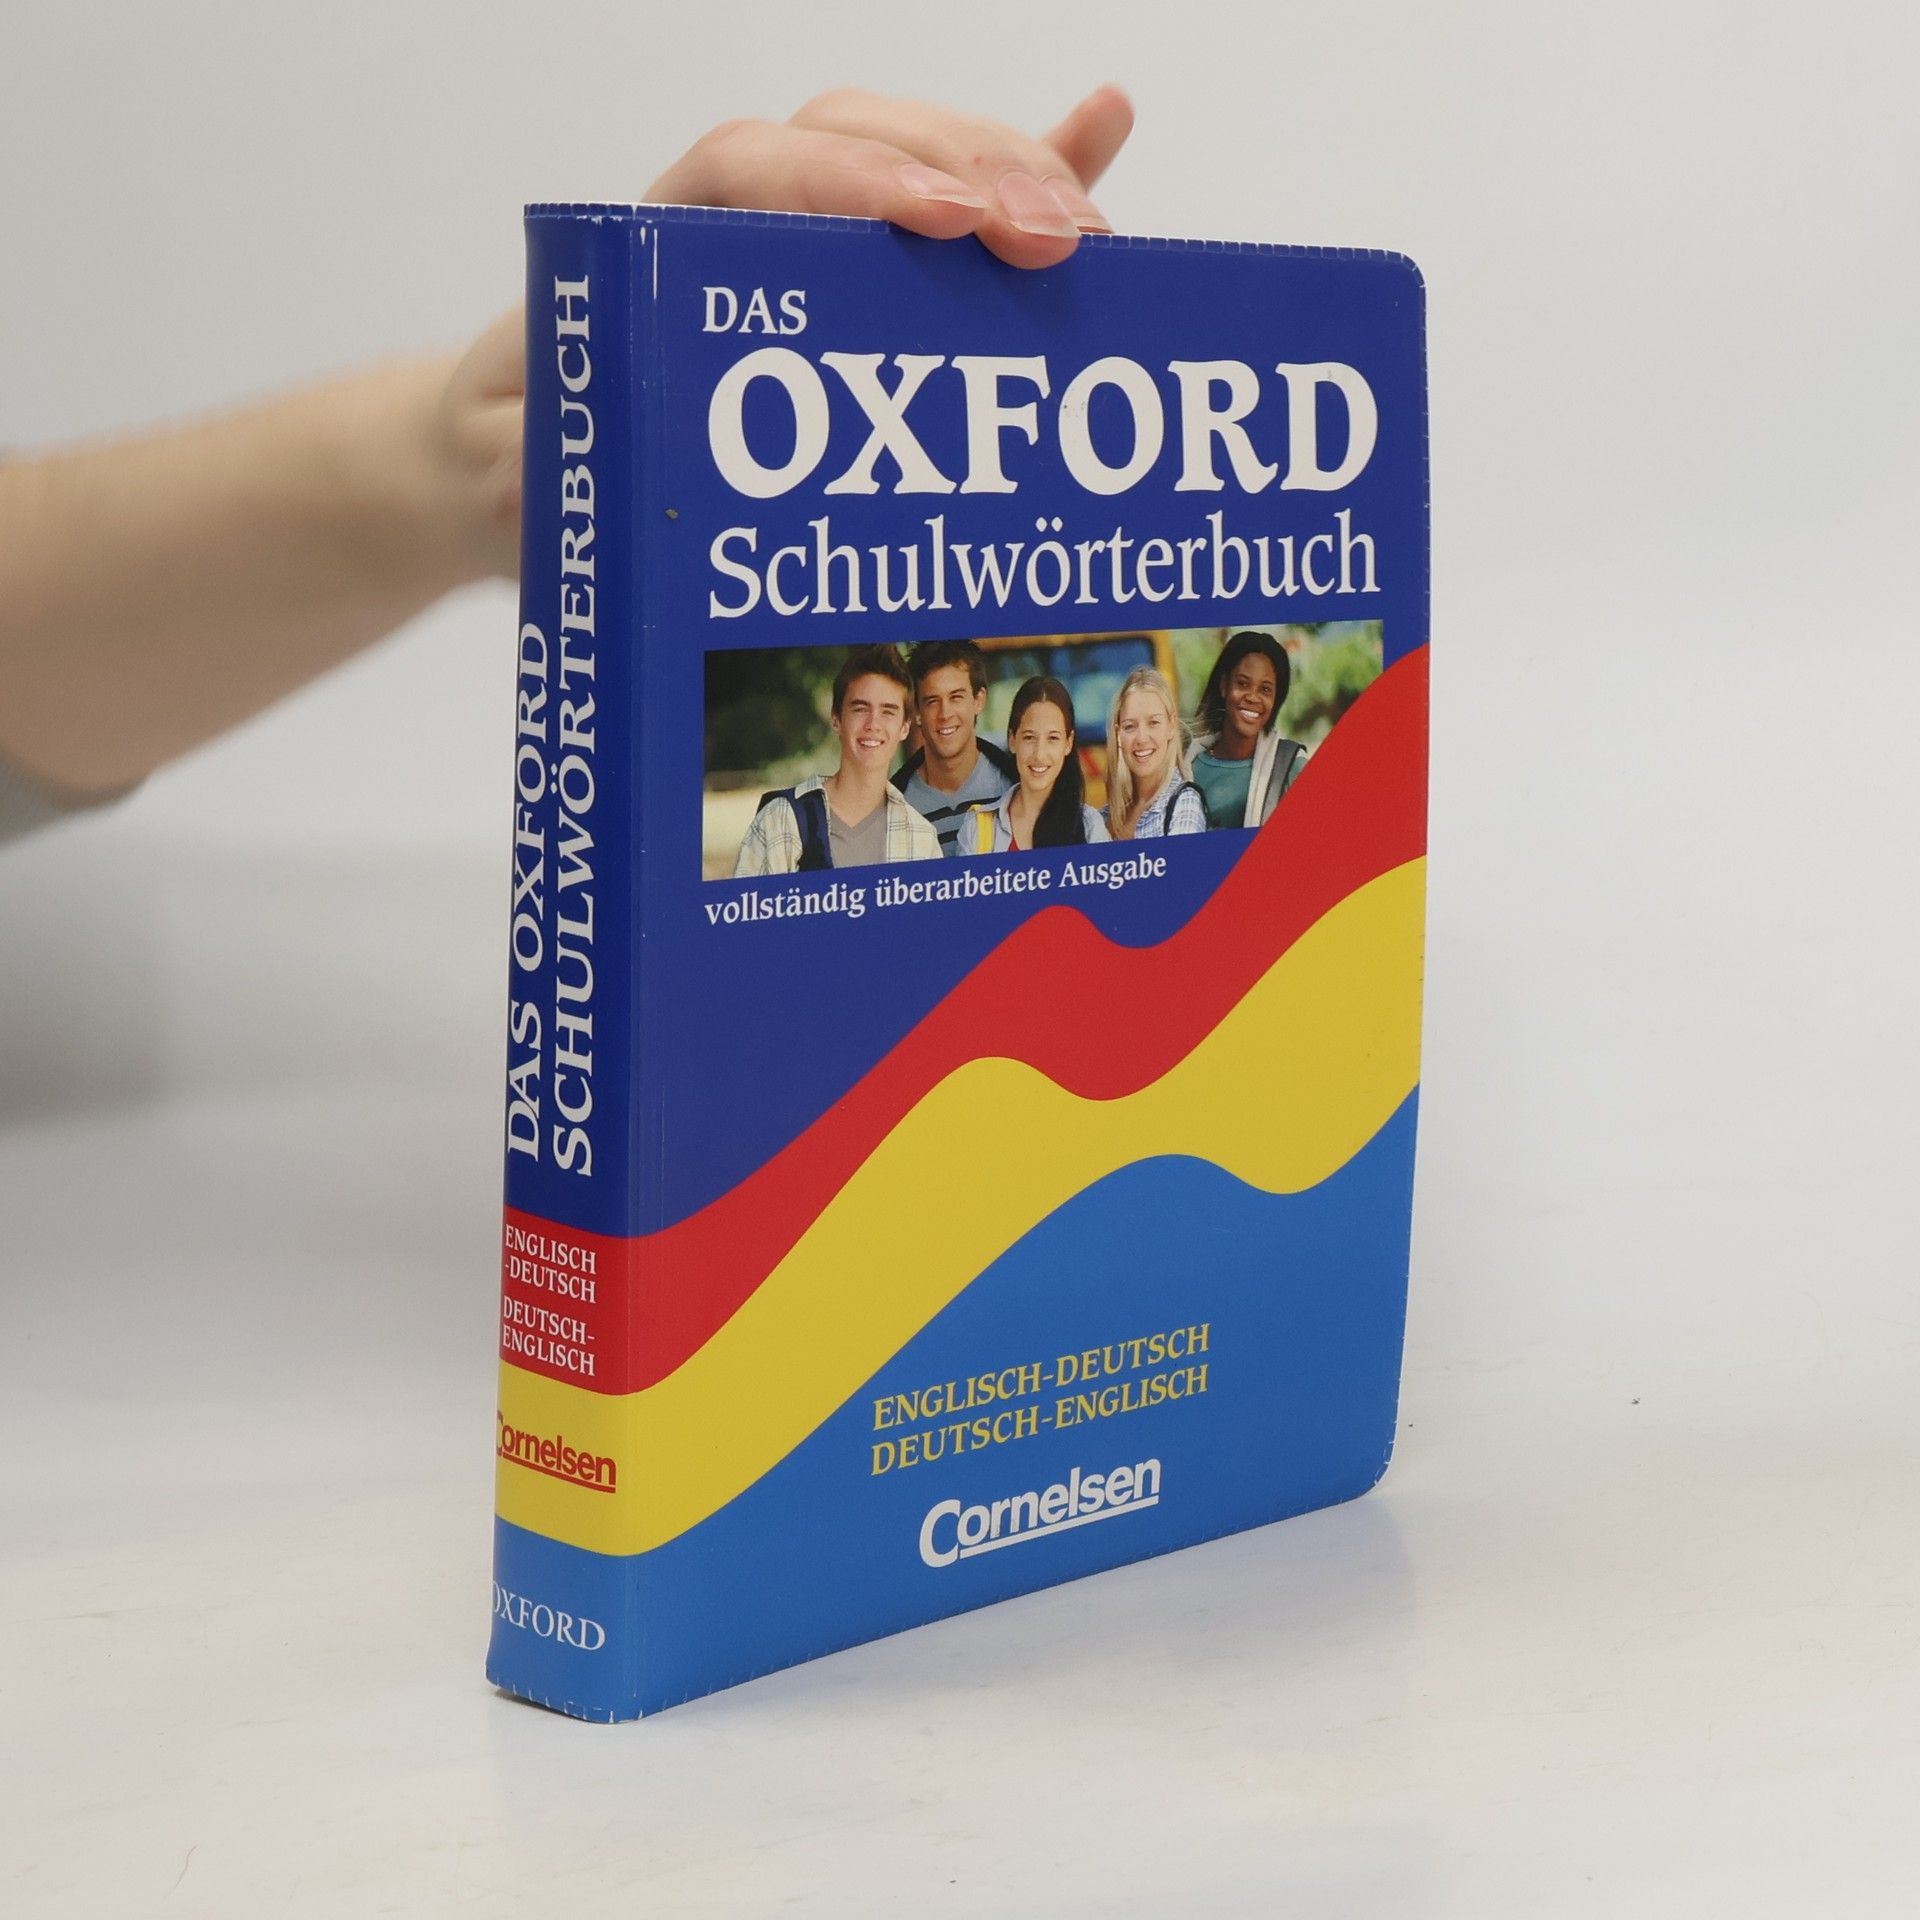 DAS
OXFORD
Schulwörterbuch
vollständig überarbeitete Ausgabe
ENGLISCH-DEUTSCH
DEUTSCH-ENGLISCH
Cornelsen
DAS OXFORD
SCHULWÖRTERBUCH
ENGLISCH
-DEUTSCH
DEUTSCH-
ENGLISCH
Cornelsen
OXFORD